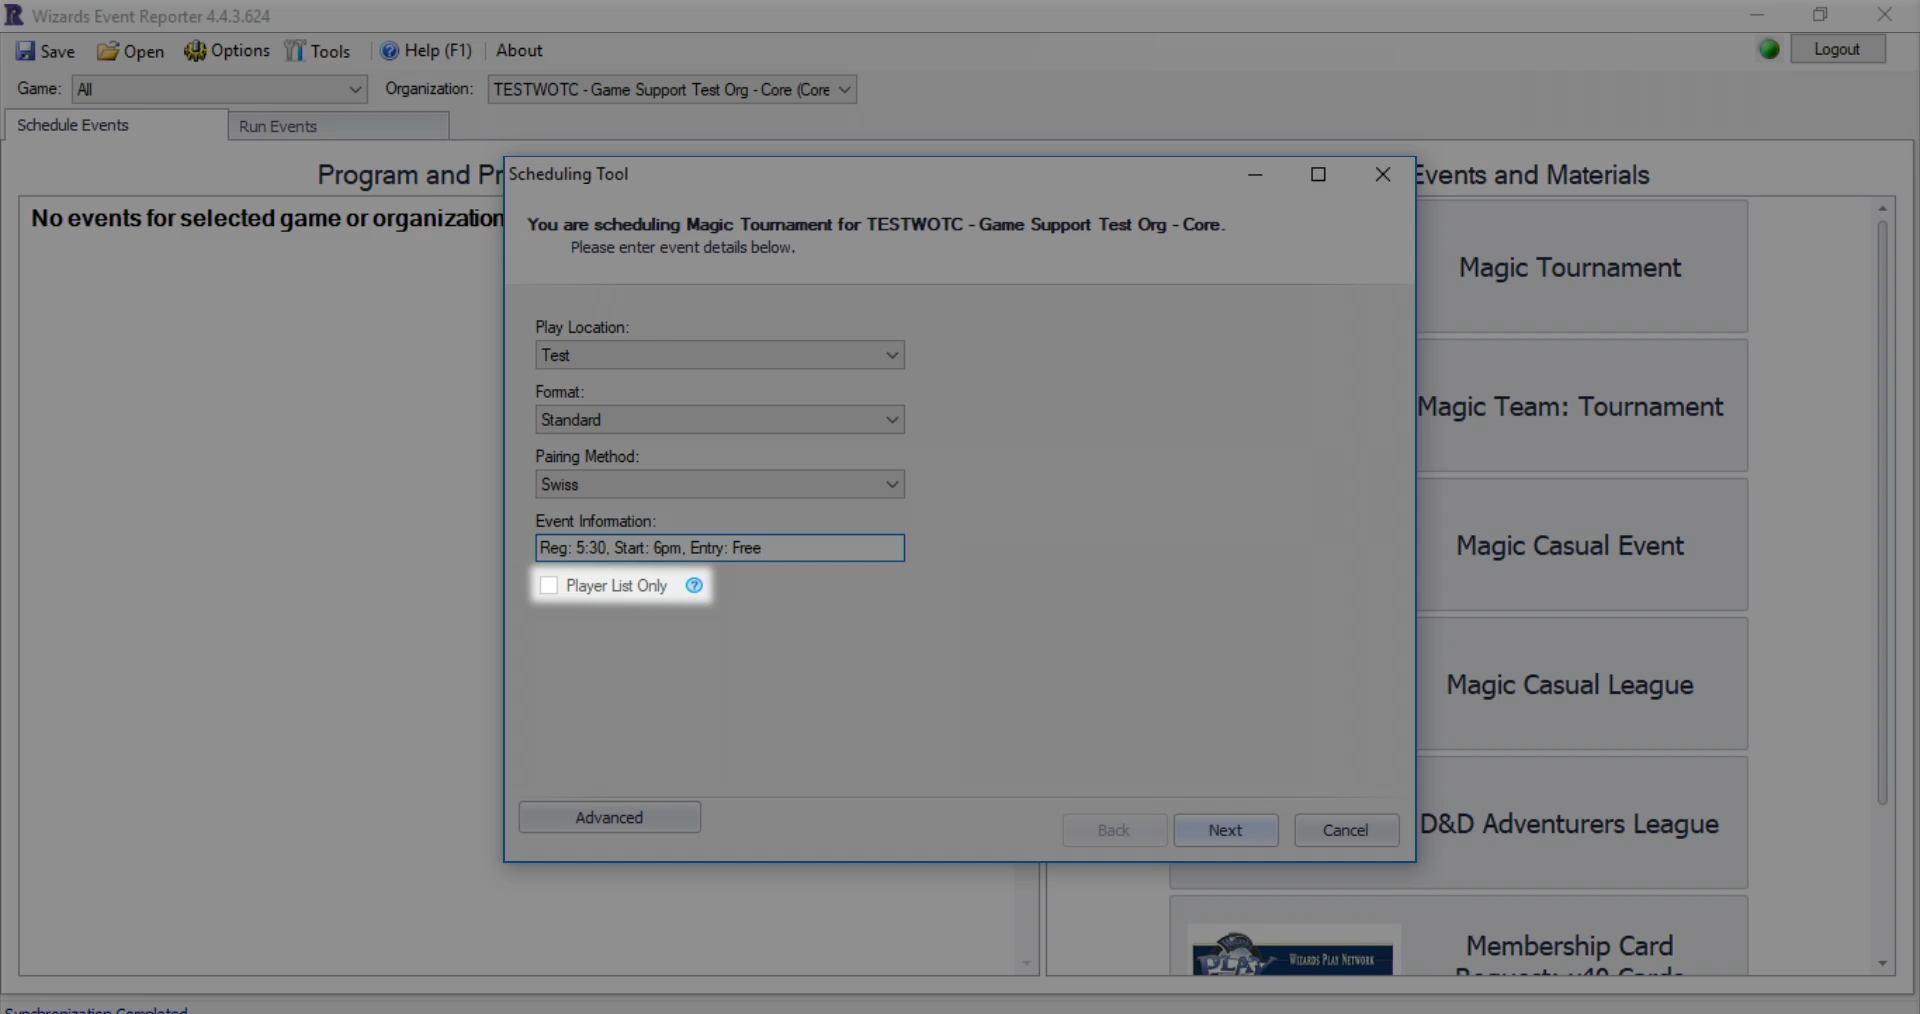 Wizards Event Reporter 4.4.3.624
Save Open Options Tools Help (F1) About Logout
Game: All Organization: TESTWOTC - Game Support Test Org - Core (Core
Schedule Events Run Events
Program and Pr
Events and Materials
No events for selected game or organization
Scheduling Tool
You are scheduling Magic Tournament for TESTWOTC - Game Support Test Org - Core.
Please enter event details below.
Play Location:
Test
Format:
Standard
Pairing Method:
Swiss
Event Information:
Reg: 5:30, Start: 6pm, Entry: Free
Player List Only ?
Advanced
Back Next Cancel
Magic Tournament
Magic Team: Tournament
Magic Casual Event
Magic Casual League
D&D Adventurers League
PLAY WIZARDS PLAY NETWORK
Membership Card
Request: x40 Cards
Synchronization Completed